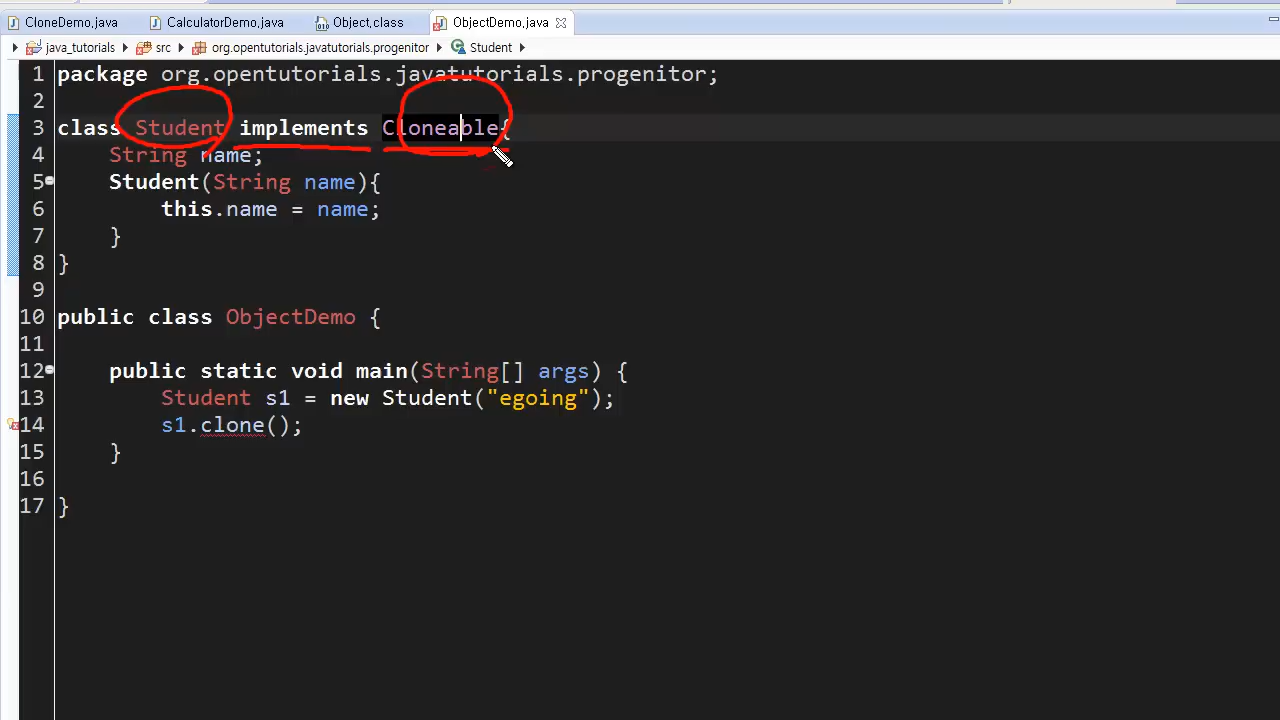 CloneDemo.java CalculatorDemo.java Object.class ObjectDemo.java
java_tutorials src org.opentutorials.javatutorials.progenitor Student
1 package org.opentutorials.javatutorials.progenitor;
2
3 class Student implements Cloneable{
4 String name;
5 Student(String name){
6 this.name = name;
7 }
8 }
9
10 public class ObjectDemo {
11
12 public static void main(String[] args) {
13 Student s1 = new Student("egoing");
14 s1.clone();
15 }
16
17 }